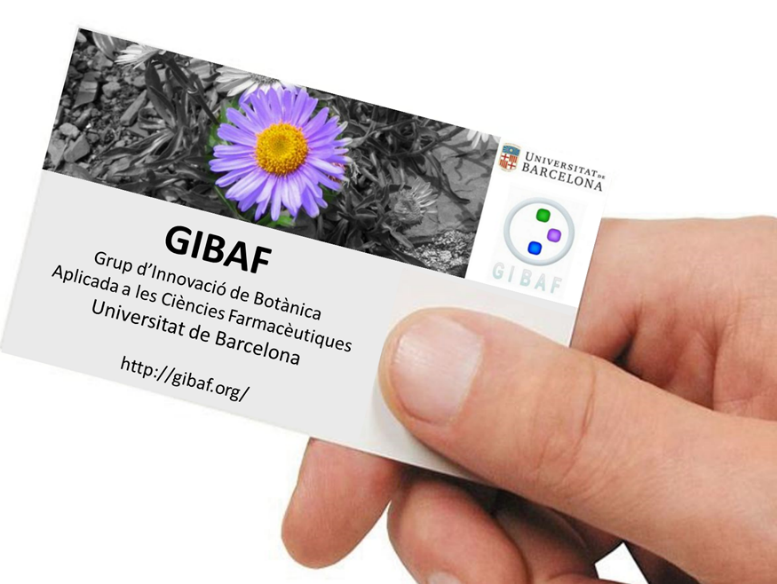 UNIVERSITAT DE
BARCELONA
GIBAF
GIBAF
Grup d'Innovació de Botànica
Aplicada a les Ciències Farmacèutiques
Universitat de Barcelona
http://gibaf.org/